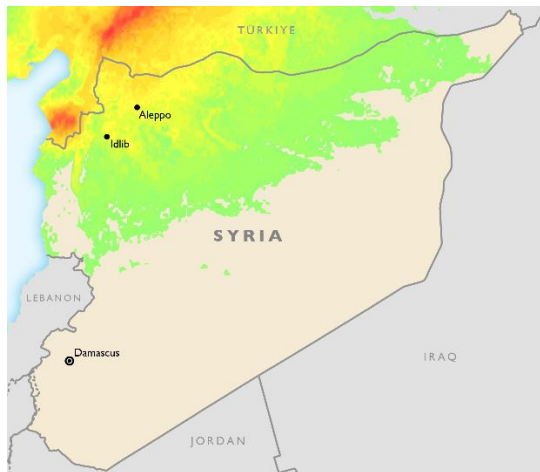 TÜRKIYE
Aleppo
Idlib
SYRIA
LEBANON
Damascus
IRAQ
JORDAN